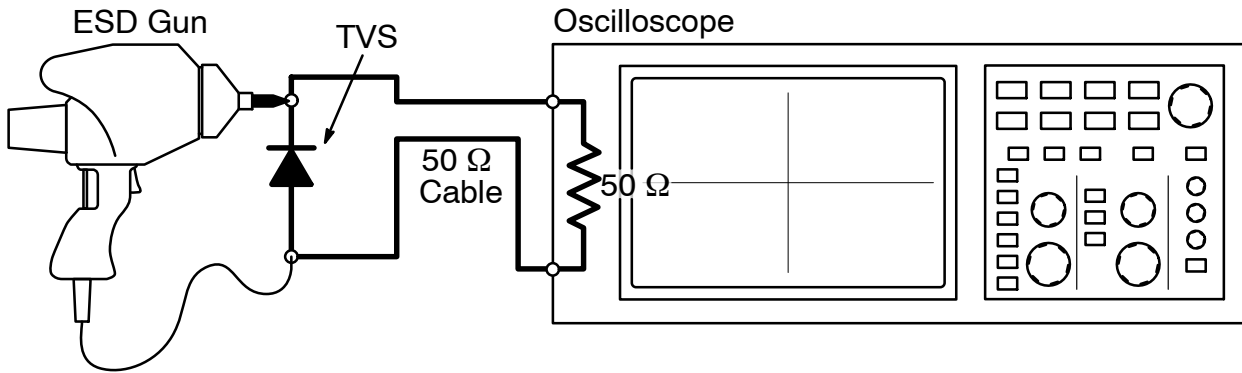 ESD Gun
TVS
Oscilloscope
50 Ω
Cable
50 Ω